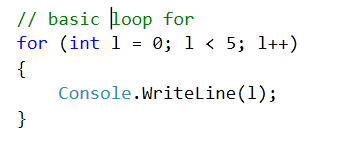 // basic loop for
for (int l = 0; l < 5; l++)
{
    Console.WriteLine(l);
}